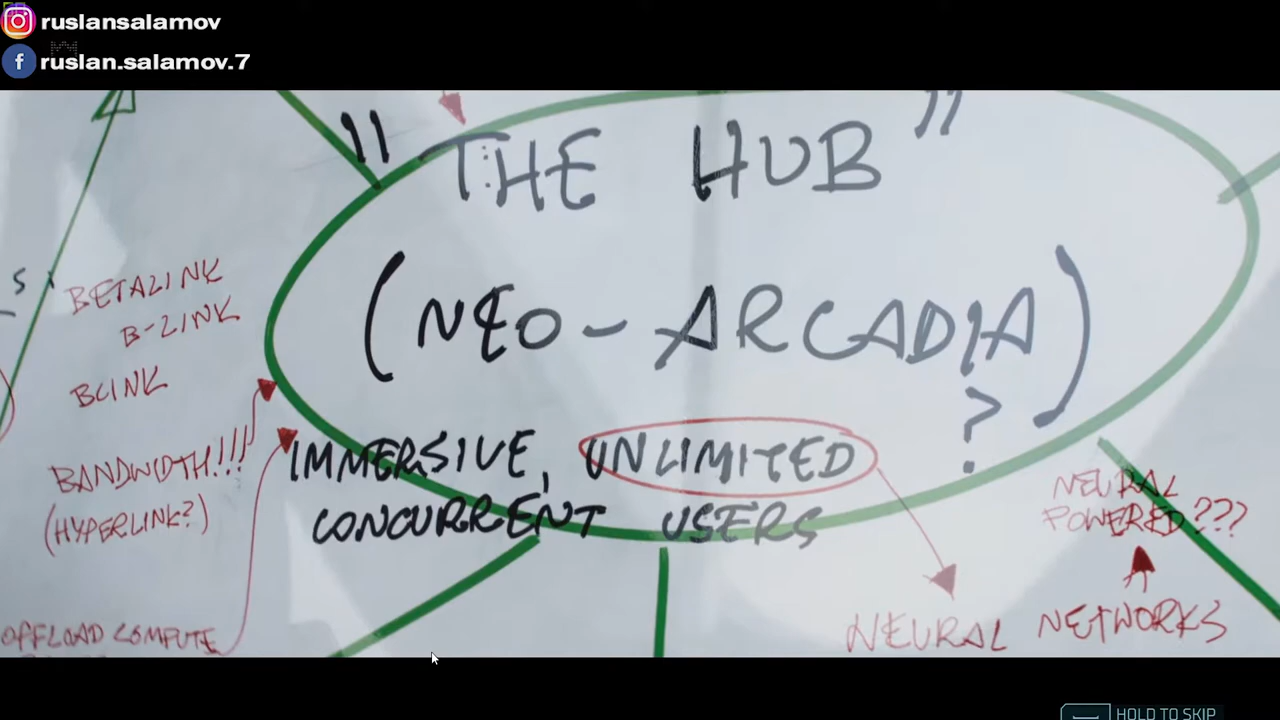 ruslansalamov
ruslan.salamov.7
"THE HUB"
(NEO-ARCADIA)
?
IMMERSIVE, UNLIMITED
CONCURRENT USERS
BETALINK
B-LINK
BLINK
BANDWIDTH!!!
(HYPERLINK?)
OFFLOAD COMPUTE
NEURAL
POWERED???
NEURAL NETWORKS
HOLD TO SKIP